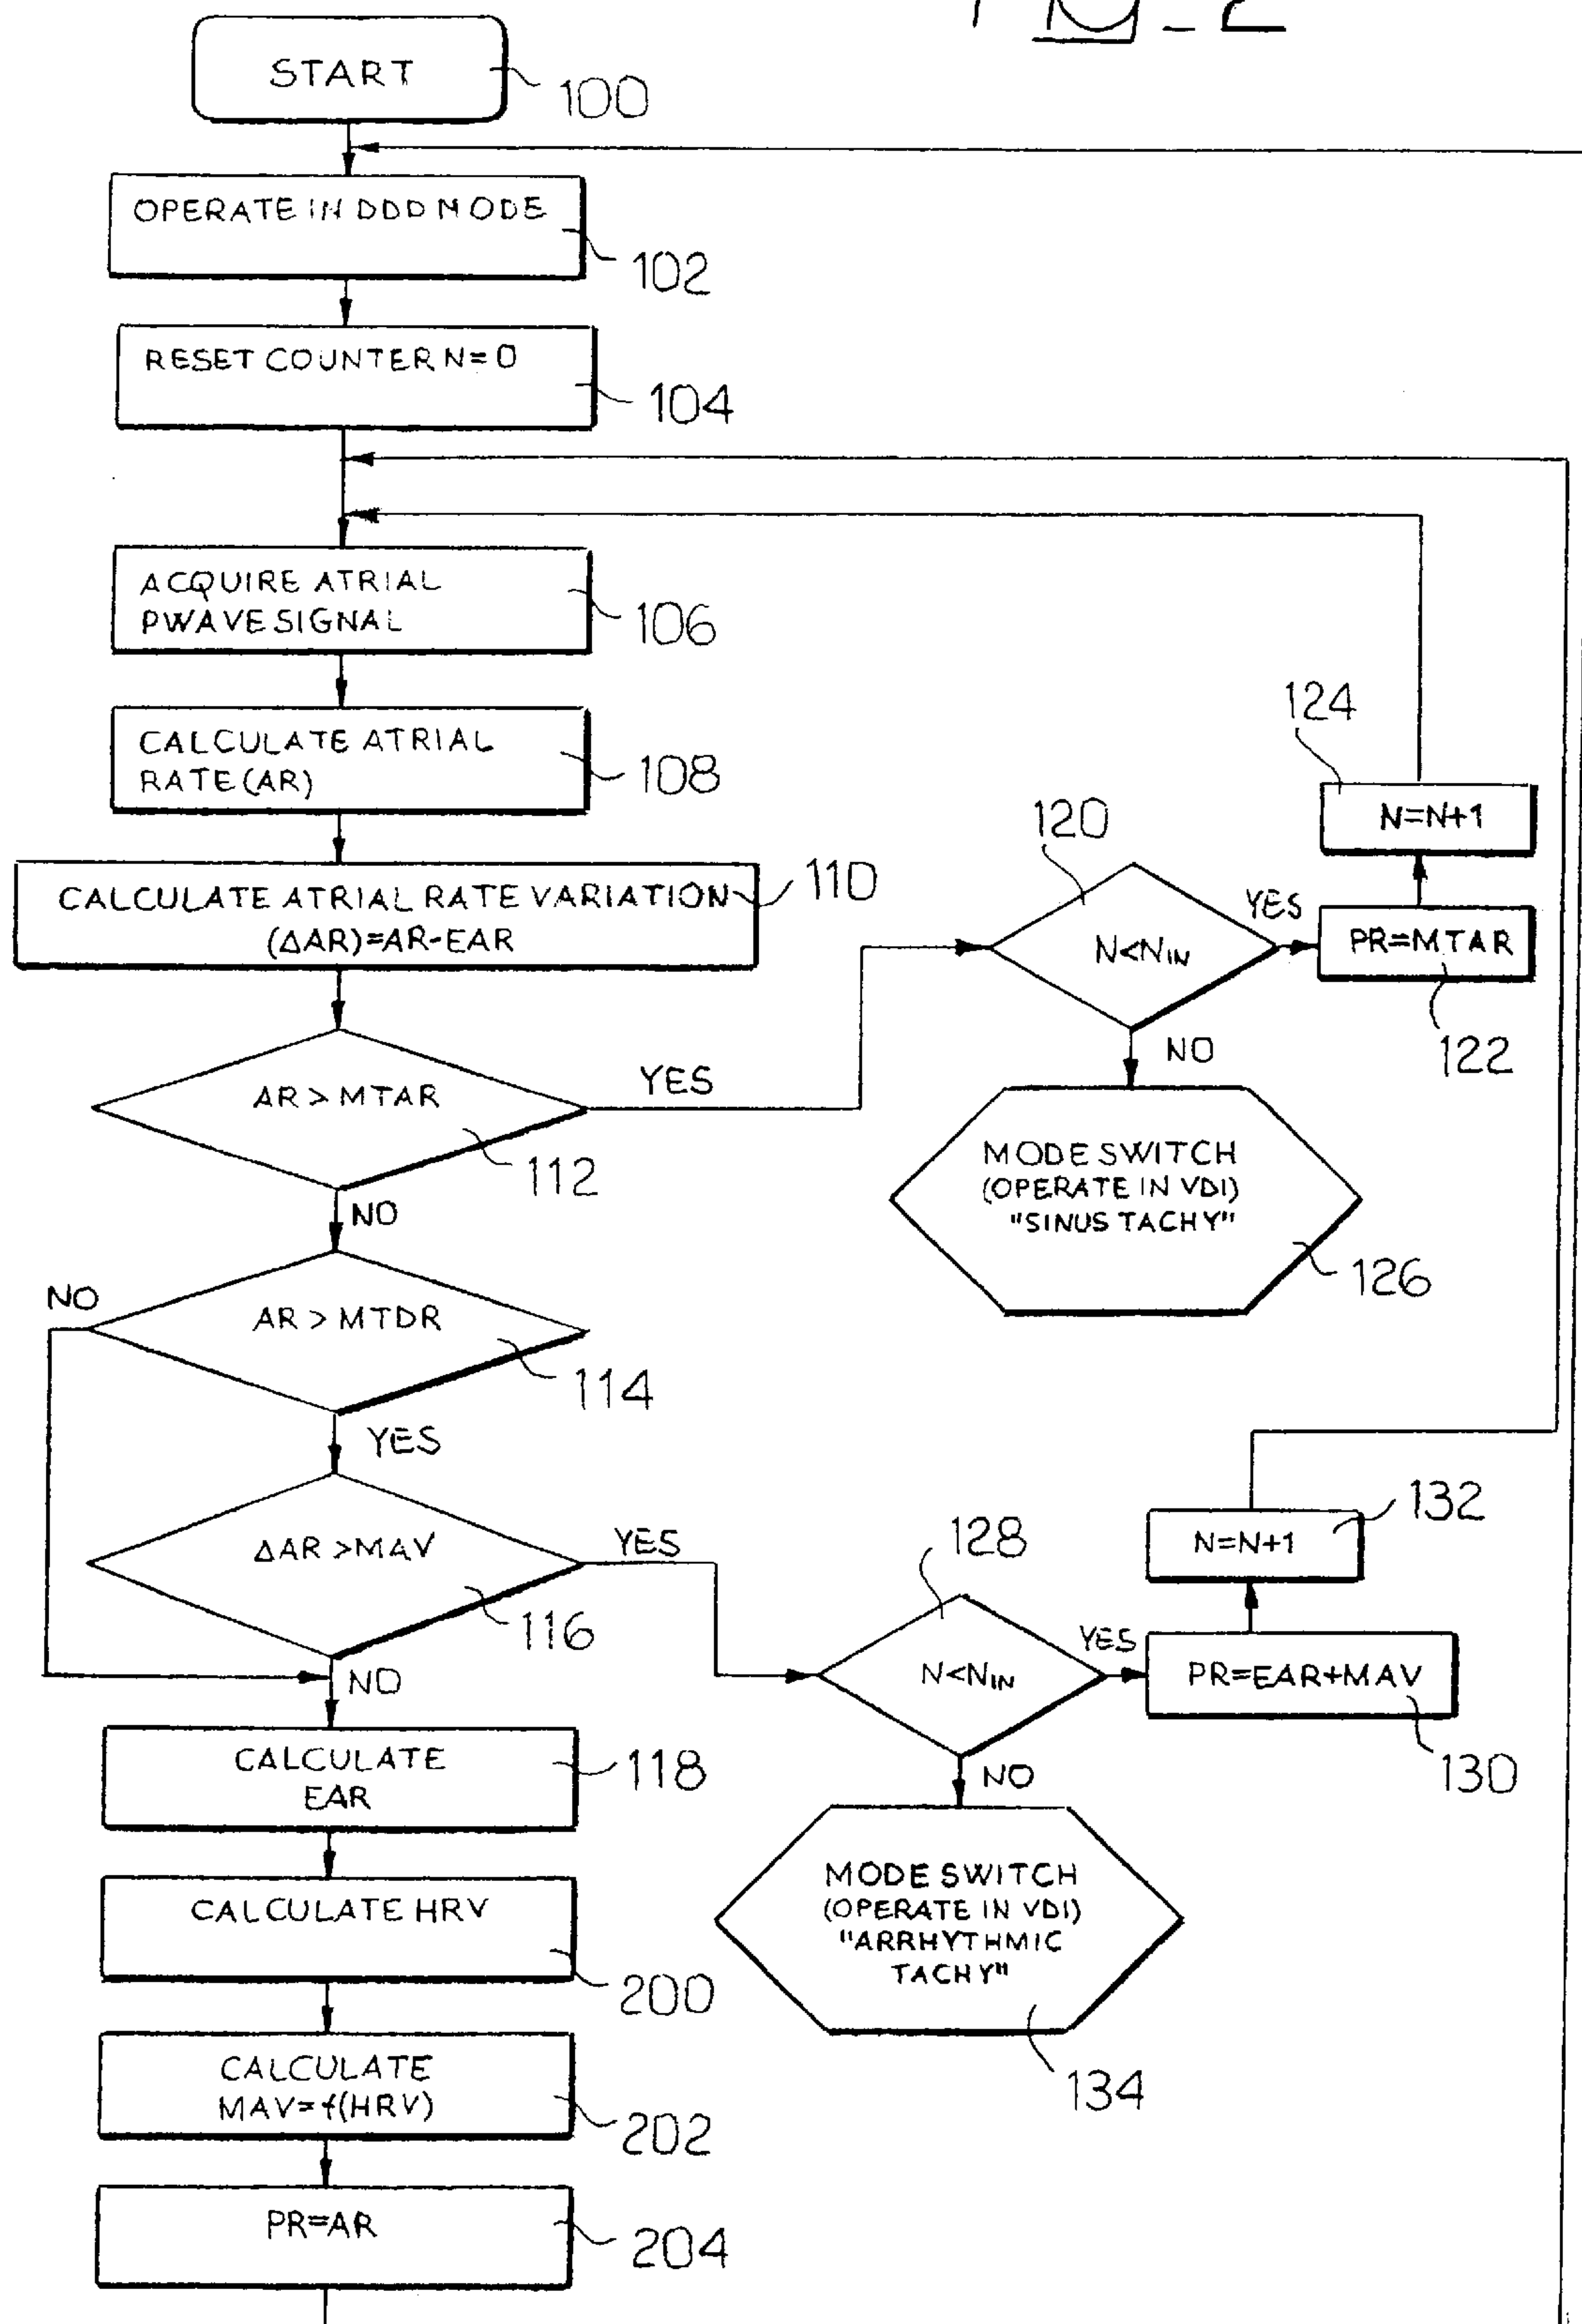 FIG_2
START
100
OPERATE IN DDD MODE
102
RESET COUNTER N=0
104
ACQUIRE ATRIAL
PWAVE SIGNAL
106
CALCULATE ATRIAL
RATE (AR)
108
CALCULATE ATRIAL RATE VARIATION
(ΔAR)=AR-EAR
110
AR > MTAR
112
YES
NO
120
N<NIN
YES
NO
PR=MTAR
122
N=N+1
124
MODE SWITCH
(OPERATE IN VDI)
"SINUS TACHY"
126
AR > MTDR
114
NO
YES
ΔAR >MAV
116
YES
NO
128
N<NIN
YES
NO
PR=EAR+MAV
130
N=N+1
132
MODE SWITCH
(OPERATE IN VDI)
"ARRHYTHMIC
TACHY"
134
CALCULATE
EAR
118
CALCULATE HRV
200
CALCULATE
MAV=f(HRV)
202
PR=AR
204